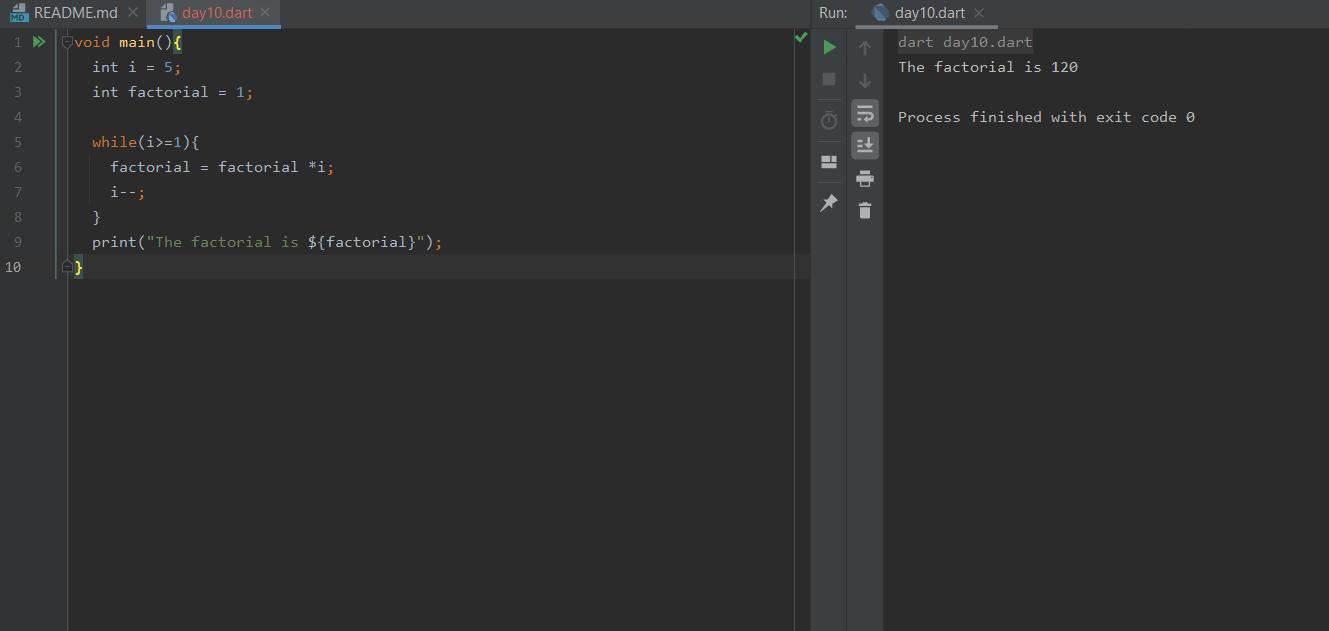 README.md
day10.dart
Run:
day10.dart
1 void main(){
2 int i = 5;
3 int factorial = 1;
4
5 while(i>=1){
6 factorial = factorial *i;
7 i--;
8 }
9 print("The factorial is ${factorial}");
10 }
dart day10.dart
The factorial is 120
Process finished with exit code 0